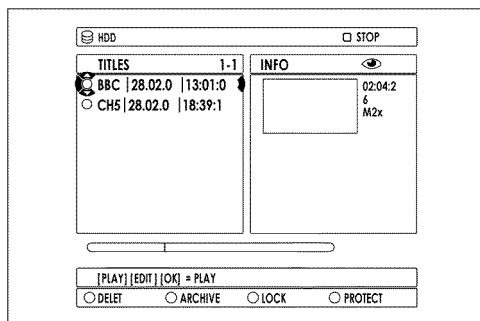 HDD STOP
TITLES 1-1 INFO
BBC |28.02.0 |13:01:0 02:04:2
6
CH5 |28.02.0 |18:39:1
M2x
[PLAY] [EDIT] [OK] = PLAY
DELET ARCHIVE LOCK PROTECT